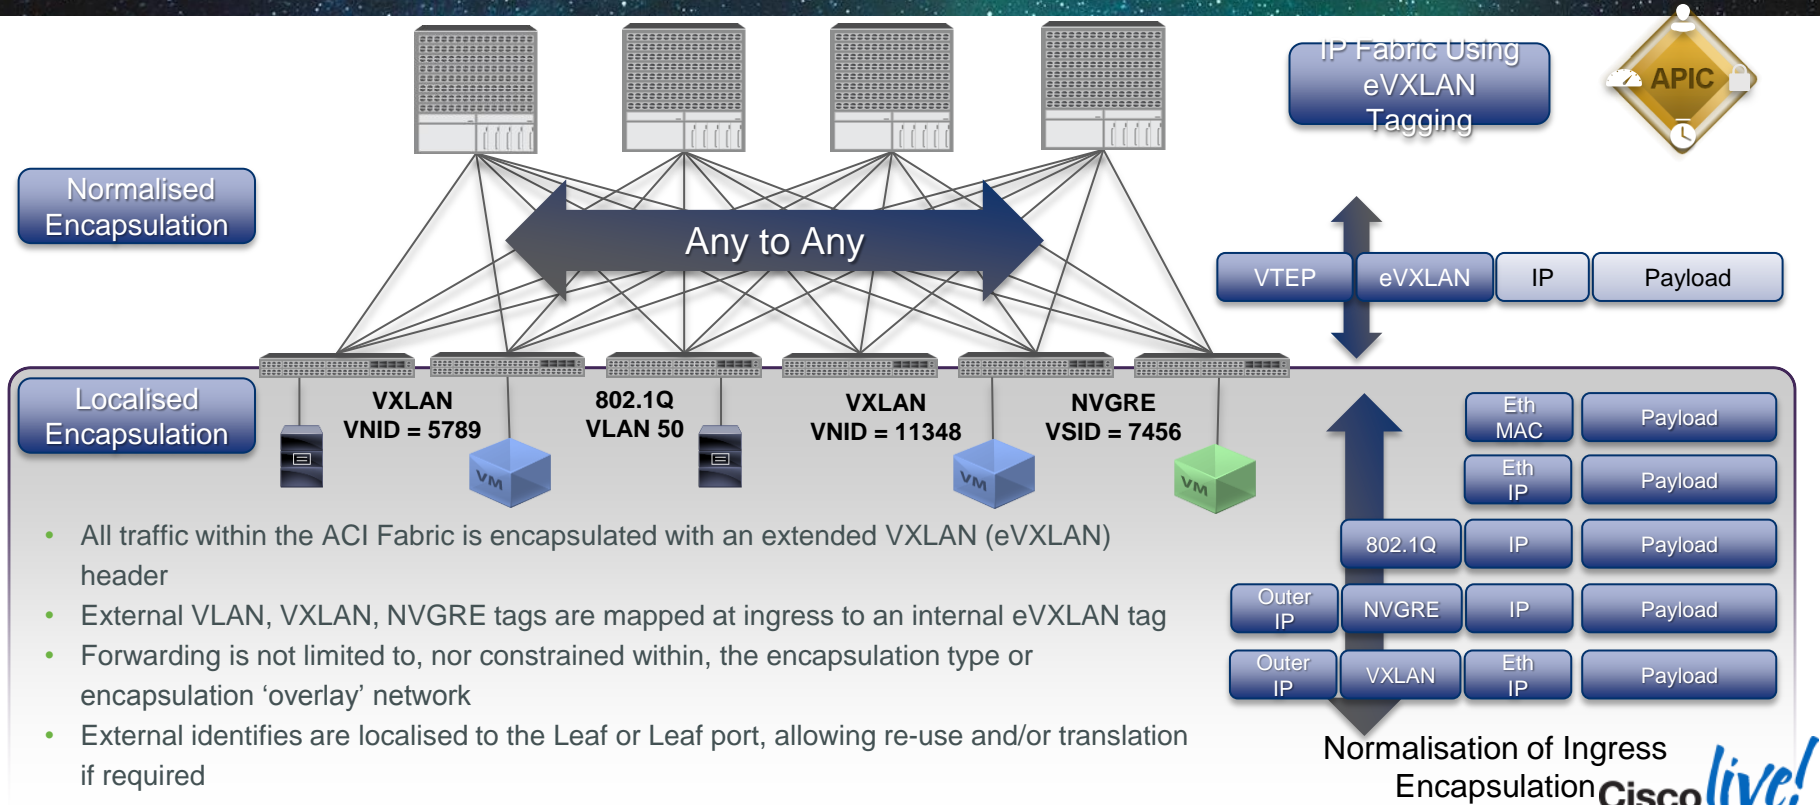 IP Fabric Using
eVXLAN
Tagging
APIC
Normalised
Encapsulation
Any to Any
VTEP eVXLAN IP Payload
Localised
Encapsulation
VXLAN
VNID = 5789
802.1Q
VLAN 50
VXLAN
VNID = 11348
NVGRE
VSID = 7456
VM
VM
VM
Eth
MAC
Payload
Eth
IP
Payload
802.1Q IP Payload
Outer
IP
NVGRE IP Payload
Outer
IP
VXLAN
Eth
IP
Payload
• All traffic within the ACI Fabric is encapsulated with an extended VXLAN (eVXLAN)
header
• External VLAN, VXLAN, NVGRE tags are mapped at ingress to an internal eVXLAN tag
• Forwarding is not limited to, nor constrained within, the encapsulation type or
encapsulation ‘overlay’ network
• External identifies are localised to the Leaf or Leaf port, allowing re-use and/or translation
if required
Normalisation of Ingress
Encapsulation
Cisco live!